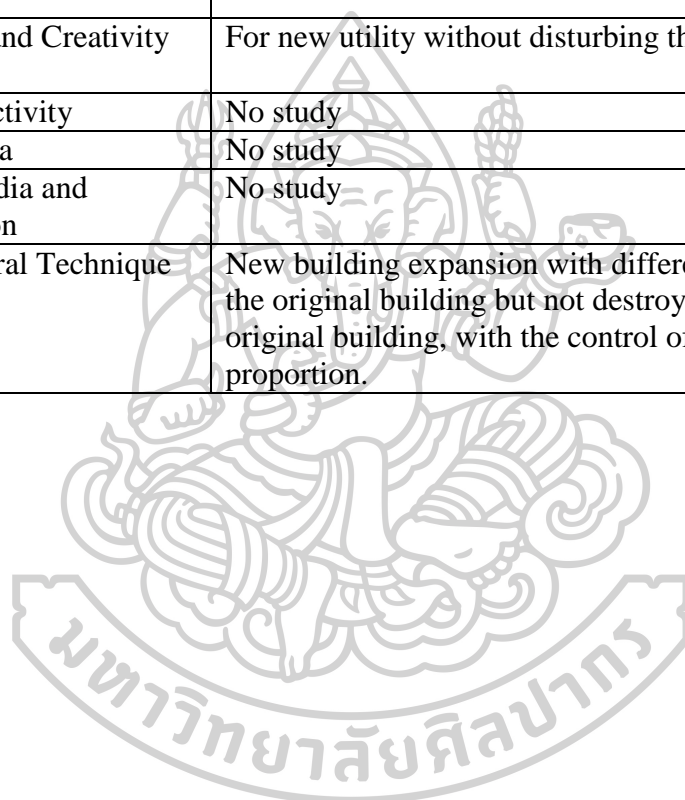 nd Creativity
For new utility without disturbing th
ctivity
No study
a
No study
dia and
on
No study
ral Technique
New building expansion with differe
the original building but not destroy
original building, with the control of
proportion.
มหาวิทยาลัยศิลปากร